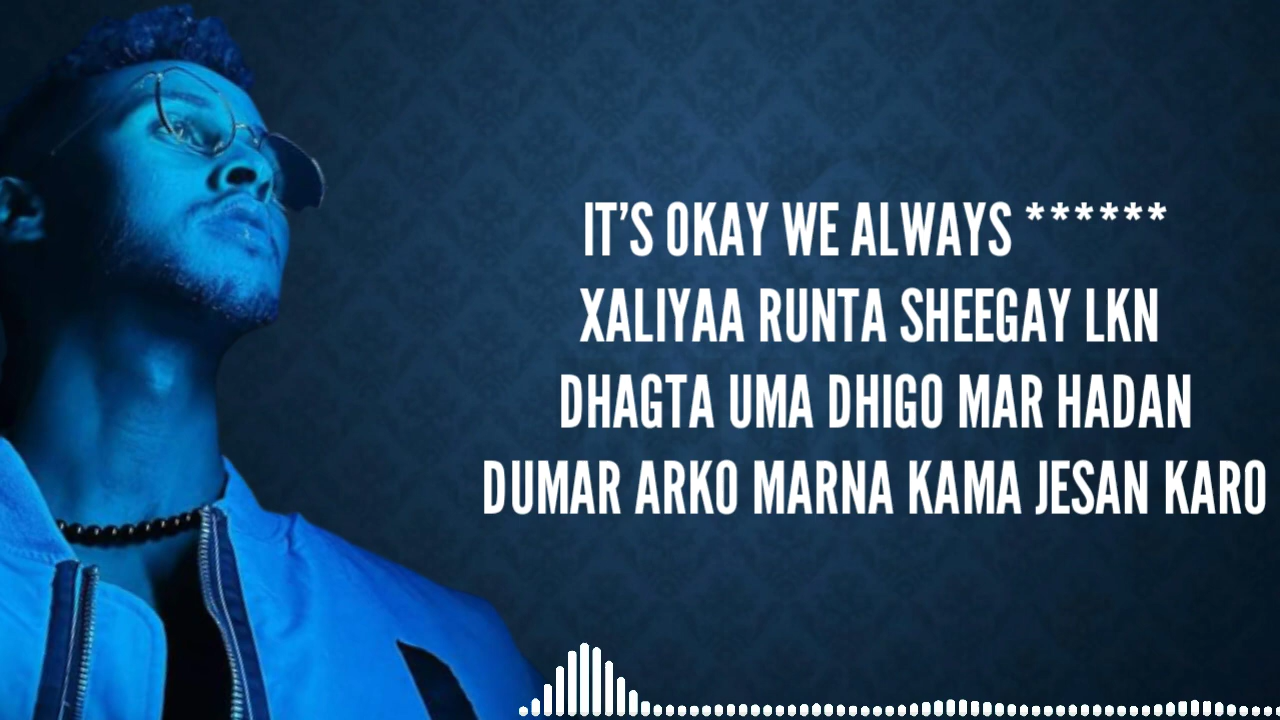 IT'S OKAY WE ALWAYS ******
XALIYAA RUNTA SHEEGAY LKN
DHAGTA UMA DHIGO MAR HADAN
DUMAR ARKO MARNA KAMA JESAN KARO